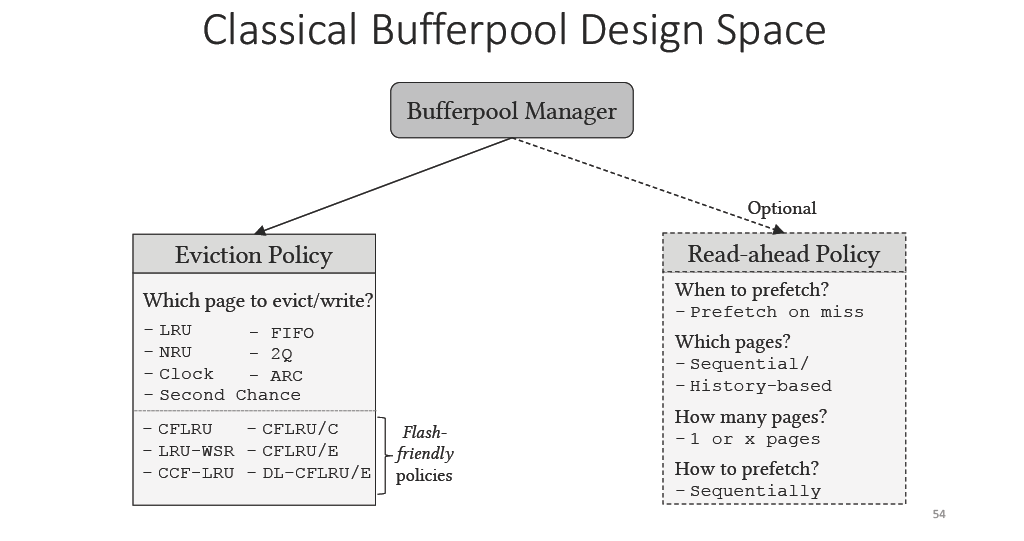 Classical Bufferpool Design Space
Bufferpool Manager
Optional
Eviction Policy
Which page to evict/write?
- LRU - FIFO
- NRU - 2Q
- Clock - ARC
- Second Chance
- CFLRU - CFLRU/C
- LRU-WSR - CFLRU/E
- CCF-LRU - DL-CFLRU/E
Flash-
friendly
policies
Read-ahead Policy
When to prefetch?
- Prefetch on miss
Which pages?
- Sequential/
- History-based
How many pages?
- 1 or x pages
How to prefetch?
- Sequentially
54